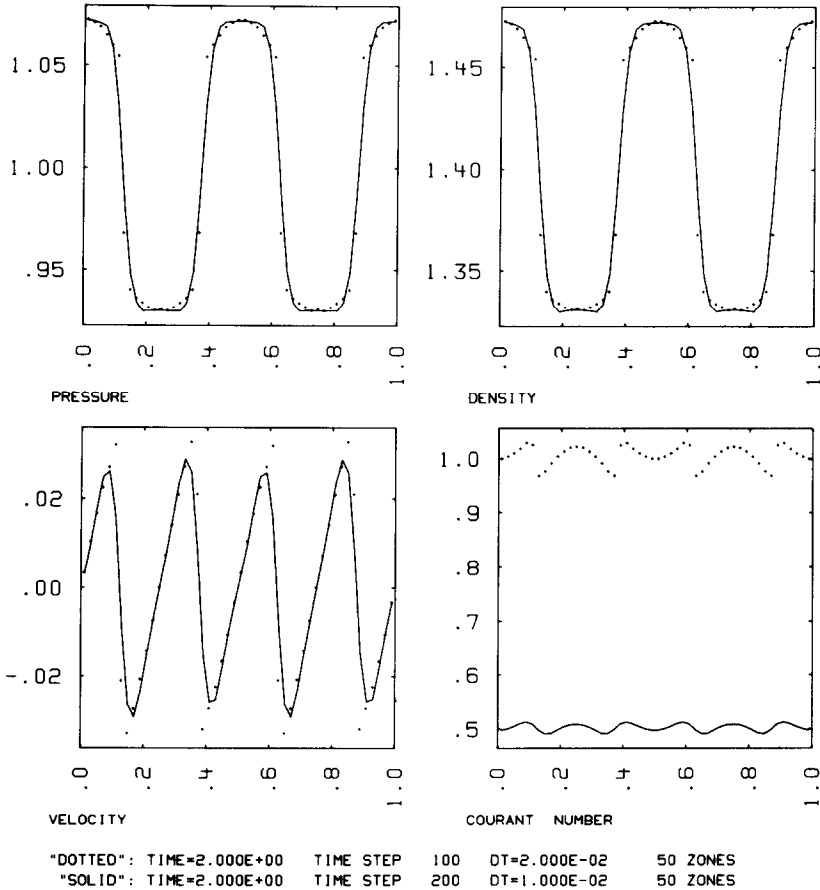 1.05
1.00
.95
.0 .2 .4 .6 .8 1.0
PRESSURE
1.45
1.40
1.35
.0 .2 .4 .6 .8 1.0
DENSITY
.02
.00
-.02
.0 .2 .4 .6 .8 1.0
VELOCITY
1.0
.9
.8
.7
.6
.5
.0 .2 .4 .6 .8 1.0
COURANT NUMBER
"DOTTED": TIME=2.000E+00 TIME STEP 100 DT=2.000E-02 50 ZONES
"SOLID": TIME=2.000E+00 TIME STEP 200 DT=1.000E-02 50 ZONES